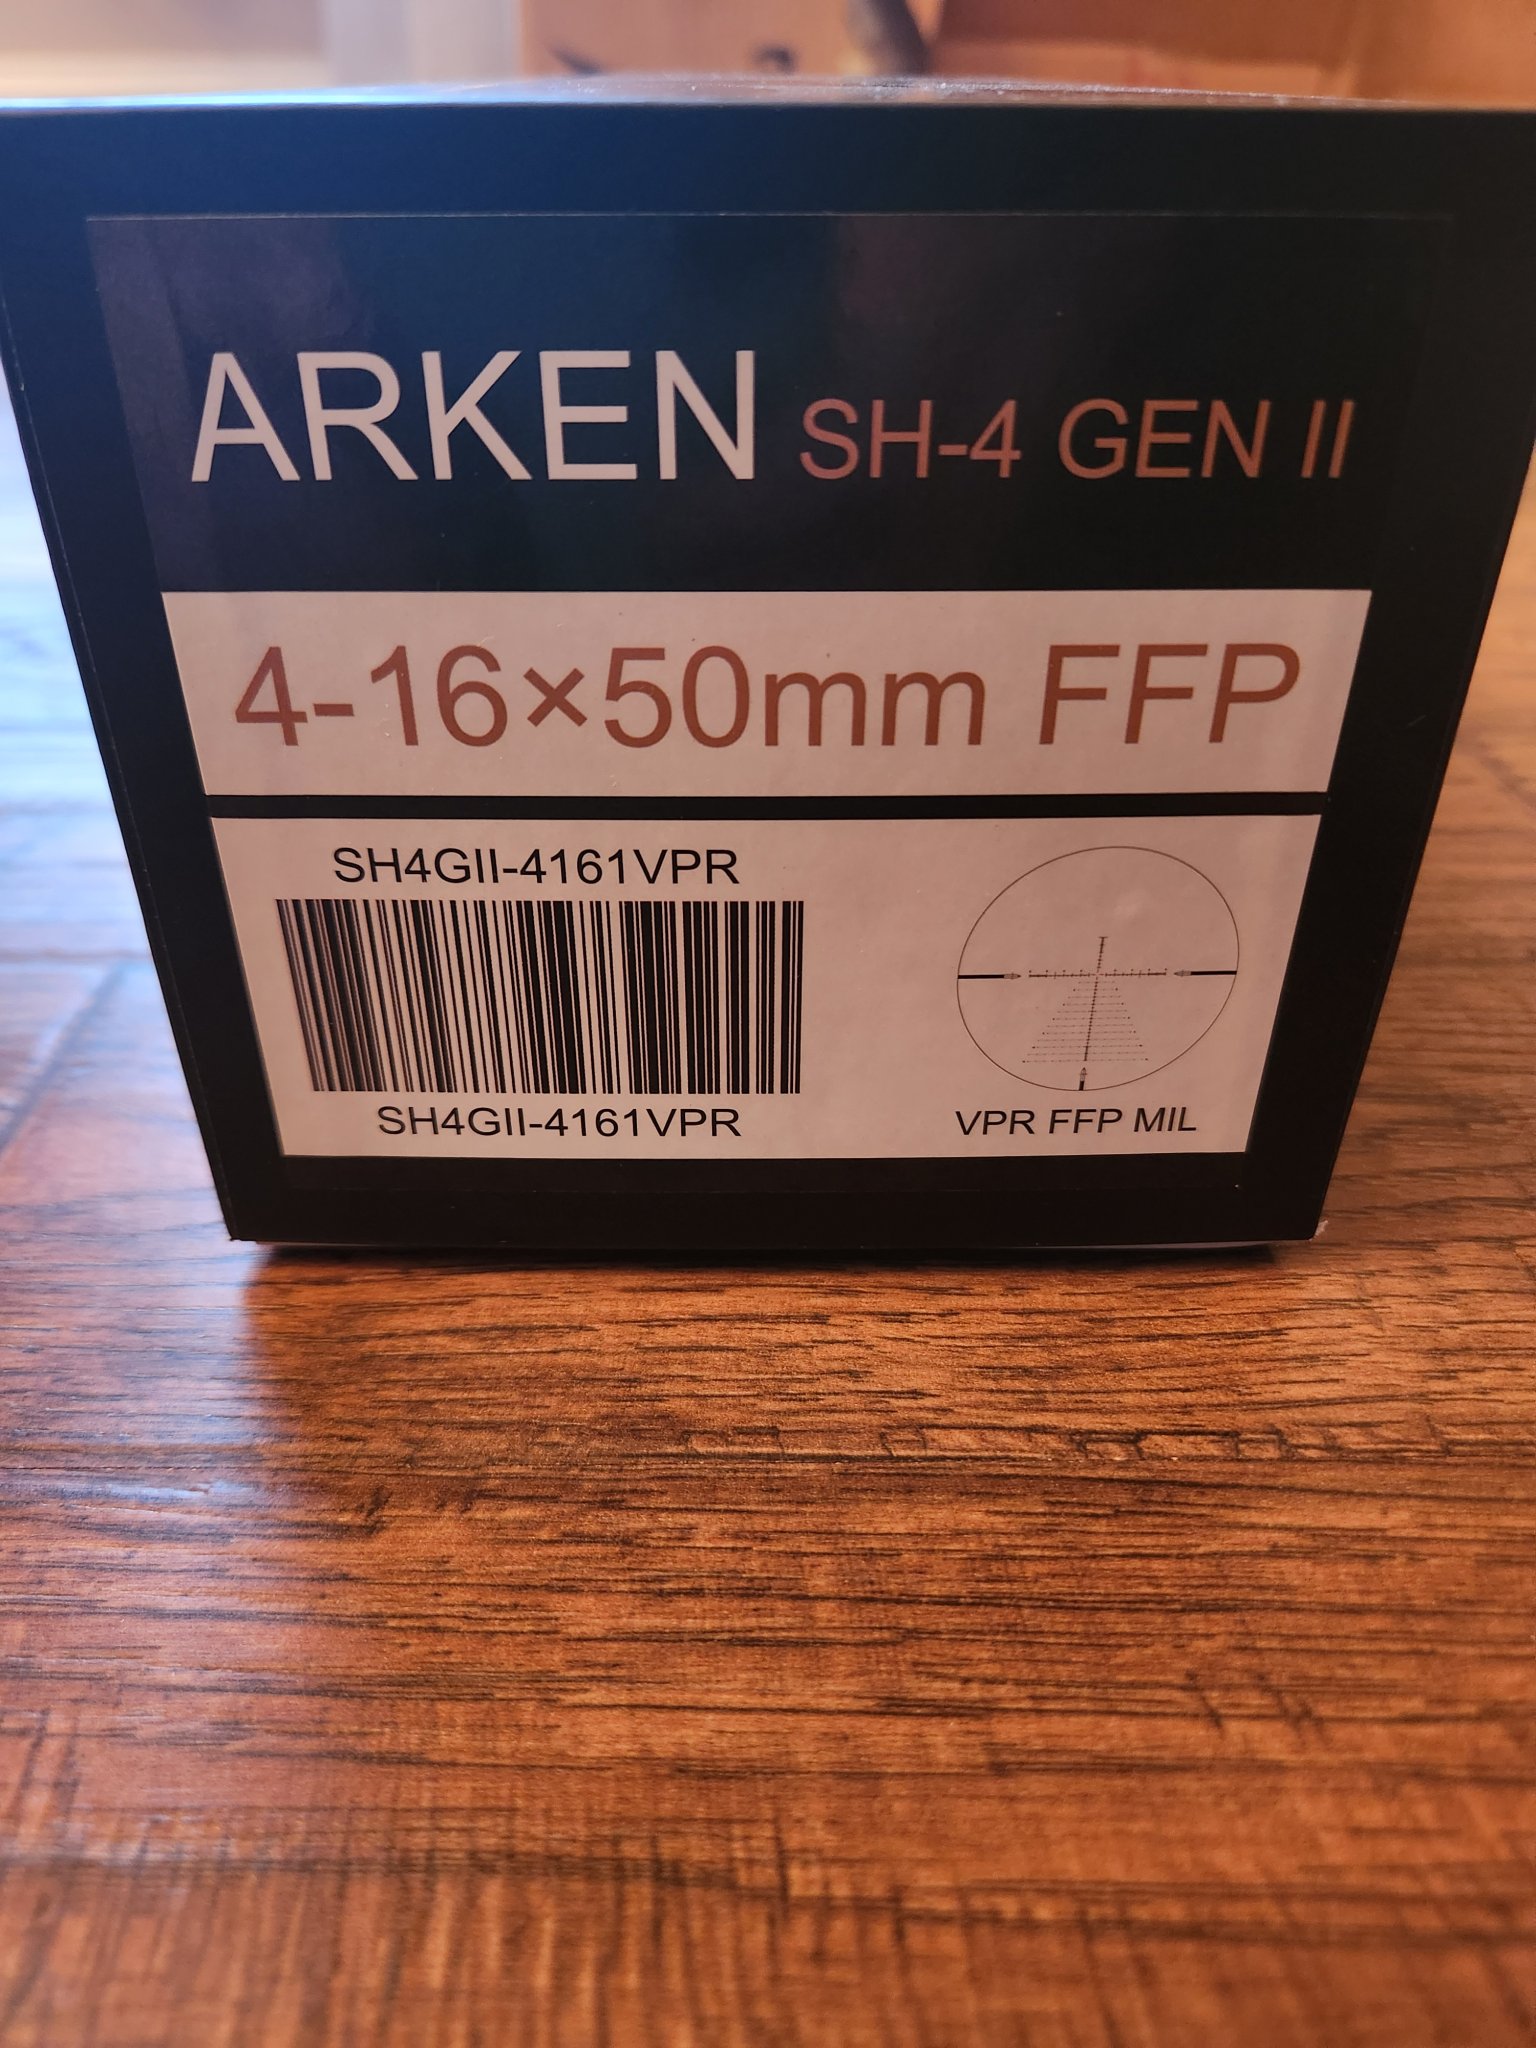 ARKEN SH-4 GEN II
4-16×50mm FFP
SH4GII-4161VPR
SH4GII-4161VPR
VPR FFP MIL